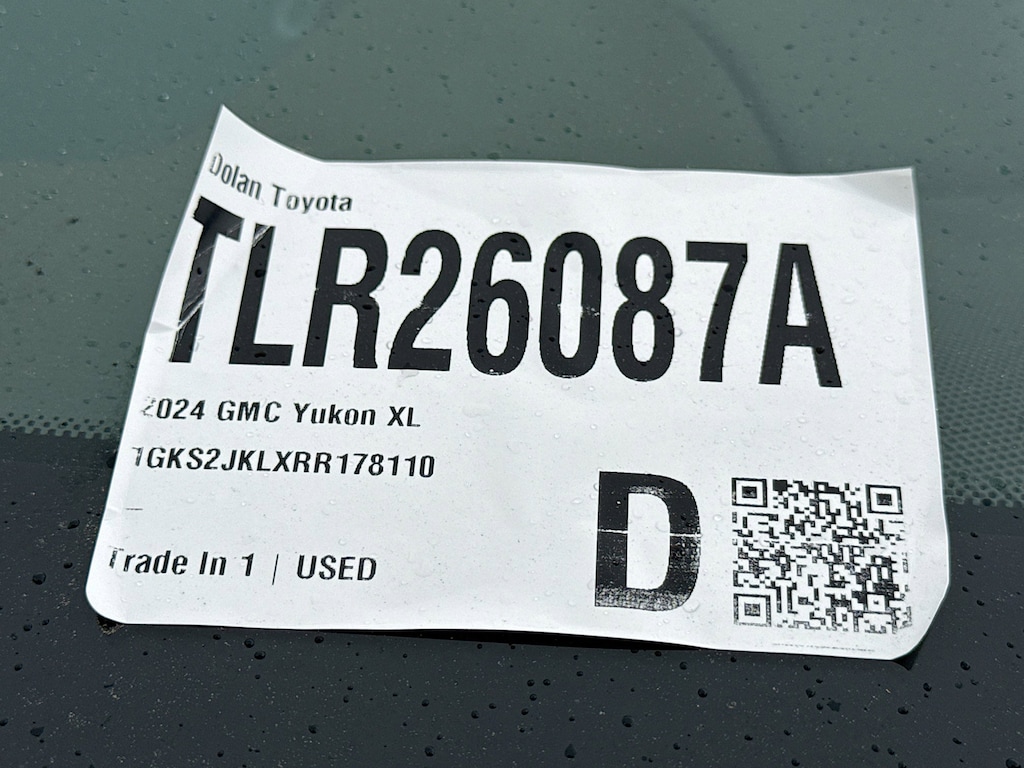 Dolan Toyota
TLR26087A
2024 GMC Yukon XL
1GKS2JKLXRR178110
D
Trade In 1 | USED